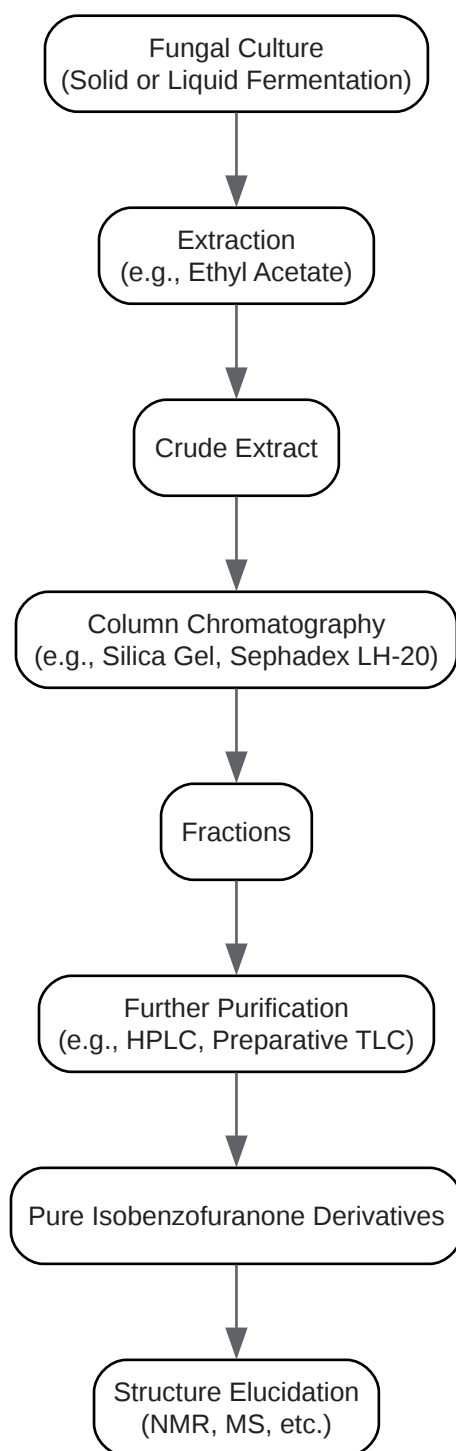 Fungal Culture
(Solid or Liquid Fermentation)
Extraction
(e.g., Ethyl Acetate)
Crude Extract
Column Chromatography
(e.g., Silica Gel, Sephadex LH-20)
Fractions
Further Purification
(e.g., HPLC, Preparative TLC)
Pure Isobenzofuranone Derivatives
Structure Elucidation
(NMR, MS, etc.)